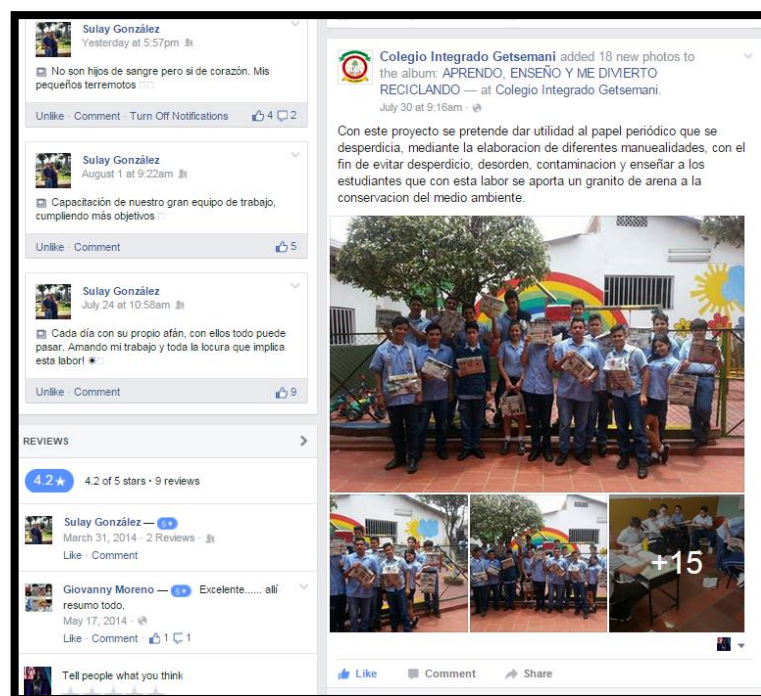 Sulay González
Yesterday at 5:57pm
No son hijos de sangre pero si de corazón. Mis
pequeños terremotos
Unlike · Comment · Turn Off Notifications 4 2
Sulay González
August 1 at 9:22am
Capacitación de nuestro gran equipo de trabajo,
cumpliendo más objetivos
Unlike · Comment 5
Sulay González
July 24 at 10:58am
Cada día con su propio afán, con ellos todo puede
pasar. Amando mi trabajo y toda la locura que implica
esta labor! ☀
Unlike · Comment 9
REVIEWS
4.2 ★ 4.2 of 5 stars · 9 reviews
Sulay González — 5★
March 31, 2014 · 2 Reviews ·
Like · Comment
Giovanny Moreno — 5★ Excelente...... allí
resumo todo.
May 17, 2014 ·
Like · Comment · 1 1
Tell people what you think
Colegio Integrado Getsemani added 18 new photos to
the album: APRENDO, ENSEÑO Y ME DIVIERTO
RECICLANDO — at Colegio Integrado Getsemani.
July 30 at 9:16am ·
Con este proyecto se pretende dar utilidad al papel periódico que se
desperdicia, mediante la elaboracion de diferentes manuealidades, con el
fin de evitar desperdicio, desorden, contaminacion y enseñar a los
estudiantes que con esta labor se aporta un granito de arena a la
conservacion del medio ambiente.
+15
Like Comment Share